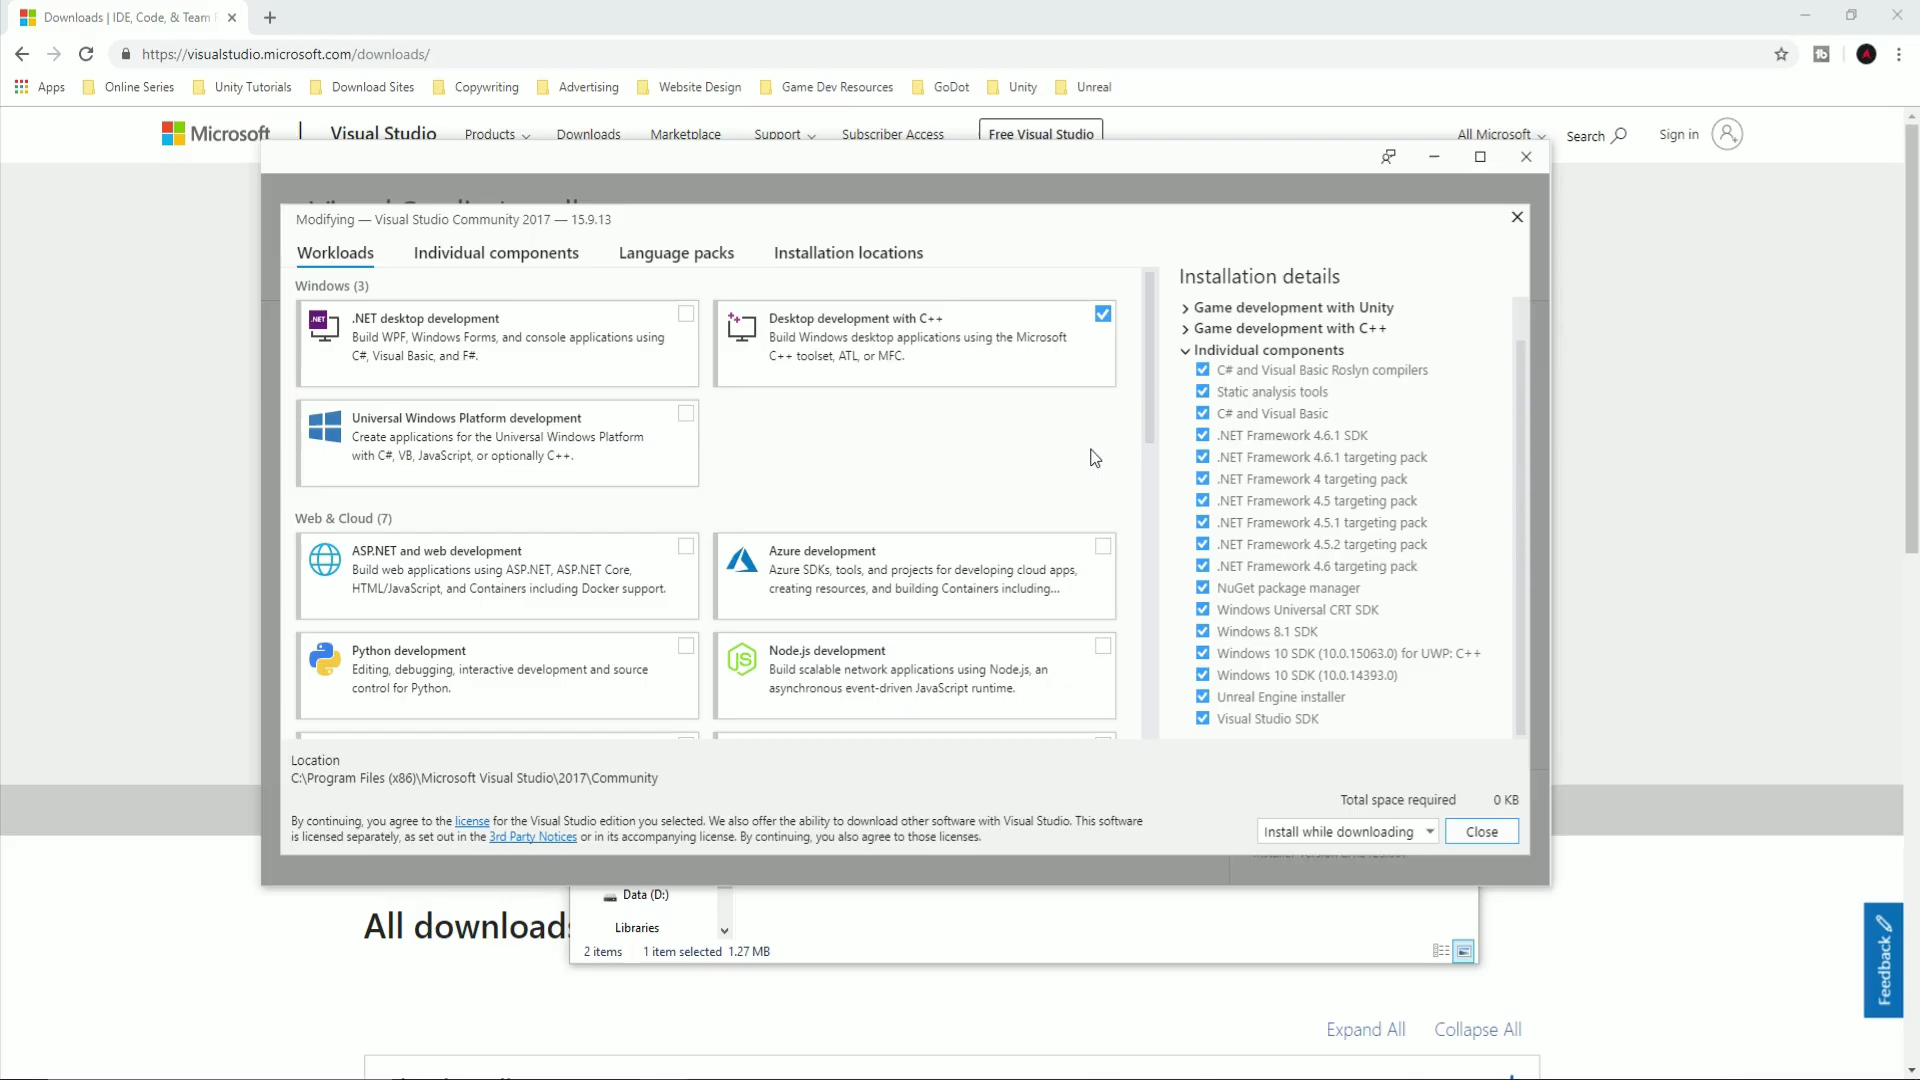 Downloads | IDE, Code, & Team
https://visualstudio.microsoft.com/downloads/
Apps
Online Series
Unity Tutorials
Download Sites
Copywriting
Advertising
Website Design
Game Dev Resources
GoDot
Unity
Unreal
Microsoft
Visual Studio
Products
Downloads
Marketplace
Support
Subscriber Access
Free Visual Studio
All Microsoft
Search
Sign in
Modifying — Visual Studio Community 2017 — 15.9.13
Workloads
Individual components
Language packs
Installation locations
Windows (3)
.NET
.NET desktop development
Build WPF, Windows Forms, and console applications using
C#, Visual Basic, and F#.
Desktop development with C++
Build Windows desktop applications using the Microsoft
C++ toolset, ATL, or MFC.
Universal Windows Platform development
Create applications for the Universal Windows Platform
with C#, VB, JavaScript, or optionally C++.
Web & Cloud (7)
ASP.NET and web development
Build web applications using ASP.NET, ASP.NET Core,
HTML/JavaScript, and Containers including Docker support.
Azure development
Azure SDKs, tools, and projects for developing cloud apps,
creating resources, and building Containers including...
Python development
Editing, debugging, interactive development and source
control for Python.
JS
Node.js development
Build scalable network applications using Node.js, an
asynchronous event-driven JavaScript runtime.
Installation details
Game development with Unity
Game development with C++
Individual components
C# and Visual Basic Roslyn compilers
Static analysis tools
C# and Visual Basic
.NET Framework 4.6.1 SDK
.NET Framework 4.6.1 targeting pack
.NET Framework 4 targeting pack
.NET Framework 4.5 targeting pack
.NET Framework 4.5.1 targeting pack
.NET Framework 4.5.2 targeting pack
.NET Framework 4.6 targeting pack
NuGet package manager
Windows Universal CRT SDK
Windows 8.1 SDK
Windows 10 SDK (10.0.15063.0) for UWP: C++
Windows 10 SDK (10.0.14393.0)
Unreal Engine installer
Visual Studio SDK
Location
C:\Program Files (x86)\Microsoft Visual Studio\2017\Community
Total space required 0 KB
By continuing, you agree to the license for the Visual Studio edition you selected. We also offer the ability to download other software with Visual Studio. This software
is licensed separately, as set out in the 3rd Party Notices or in its accompanying license. By continuing, you also agree to those licenses.
Install while downloading
Close
Data (D:)
Libraries
2 items
1 item selected 1.27 MB
All downloads
Feedback
Expand All
Collapse All